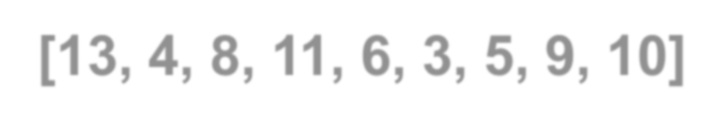 [13, 4, 8, 11, 6, 3, 5, 9, 10]